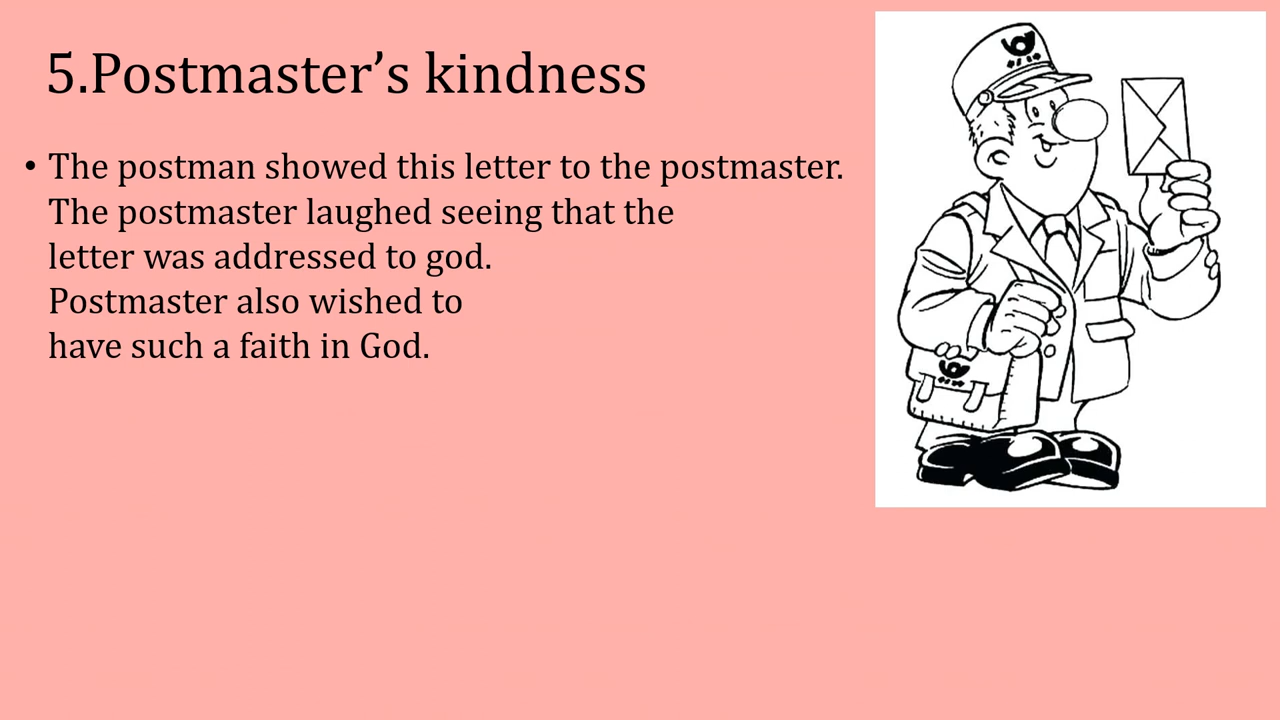 5.Postmaster’s kindness
• The postman showed this letter to the postmaster.
The postmaster laughed seeing that the
letter was addressed to god.
Postmaster also wished to
have such a faith in God.